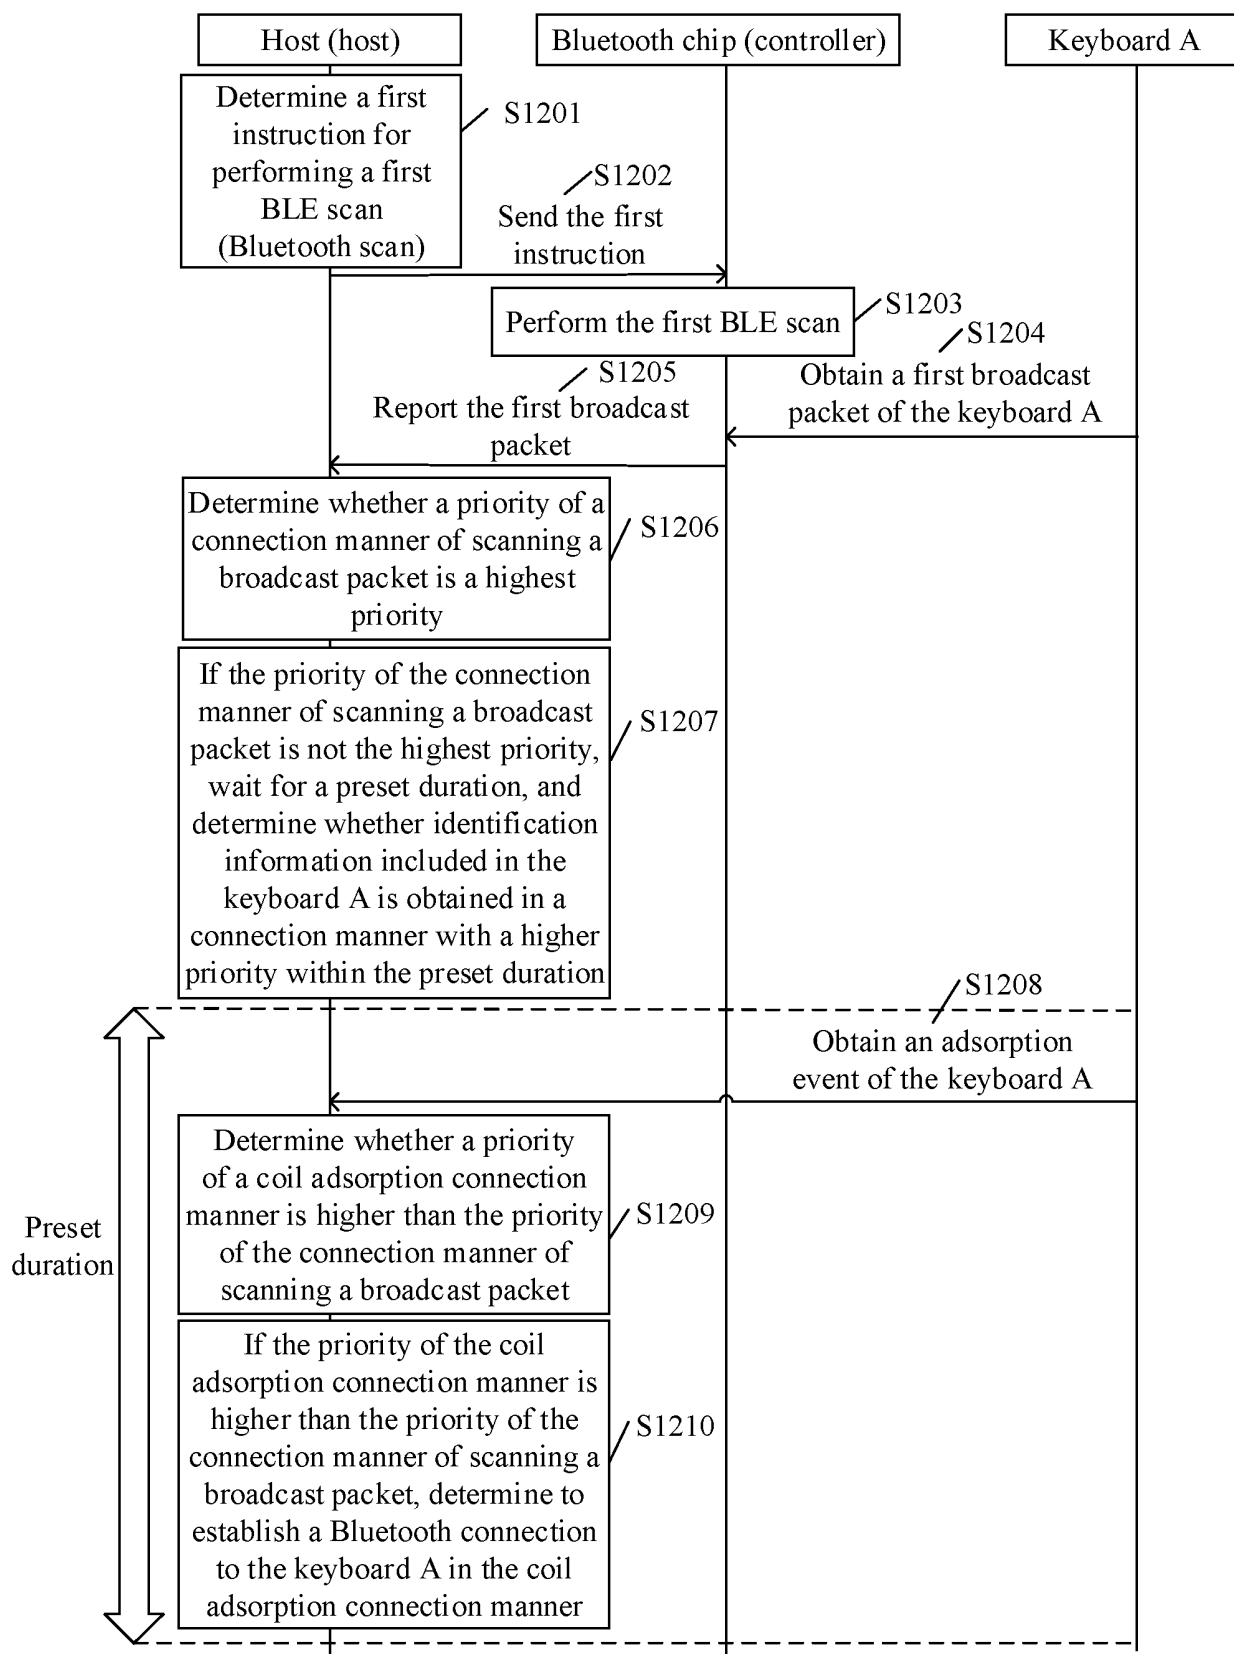 Host (host)
Bluetooth chip (controller)
Keyboard A
Determine a first
instruction for
performing a first
BLE scan
(Bluetooth scan)
S1201
S1202
Send the first
instruction
Perform the first BLE scan
S1203
S1204
Obtain a first broadcast
packet of the keyboard A
S1205
Report the first broadcast
packet
Determine whether a priority of a
connection manner of scanning a
broadcast packet is a highest
priority
S1206
If the priority of the connection
manner of scanning a broadcast
packet is not the highest priority,
wait for a preset duration, and
determine whether identification
information included in the
keyboard A is obtained in a
connection manner with a higher
priority within the preset duration
S1207
S1208
Obtain an adsorption
event of the keyboard A
Preset
duration
Determine whether a priority
of a coil adsorption connection
manner is higher than the priority
of the connection manner of
scanning a broadcast packet
S1209
If the priority of the coil
adsorption connection manner is
higher than the priority of the
connection manner of scanning a
broadcast packet, determine to
establish a Bluetooth connection
to the keyboard A in the coil
adsorption connection manner
S1210